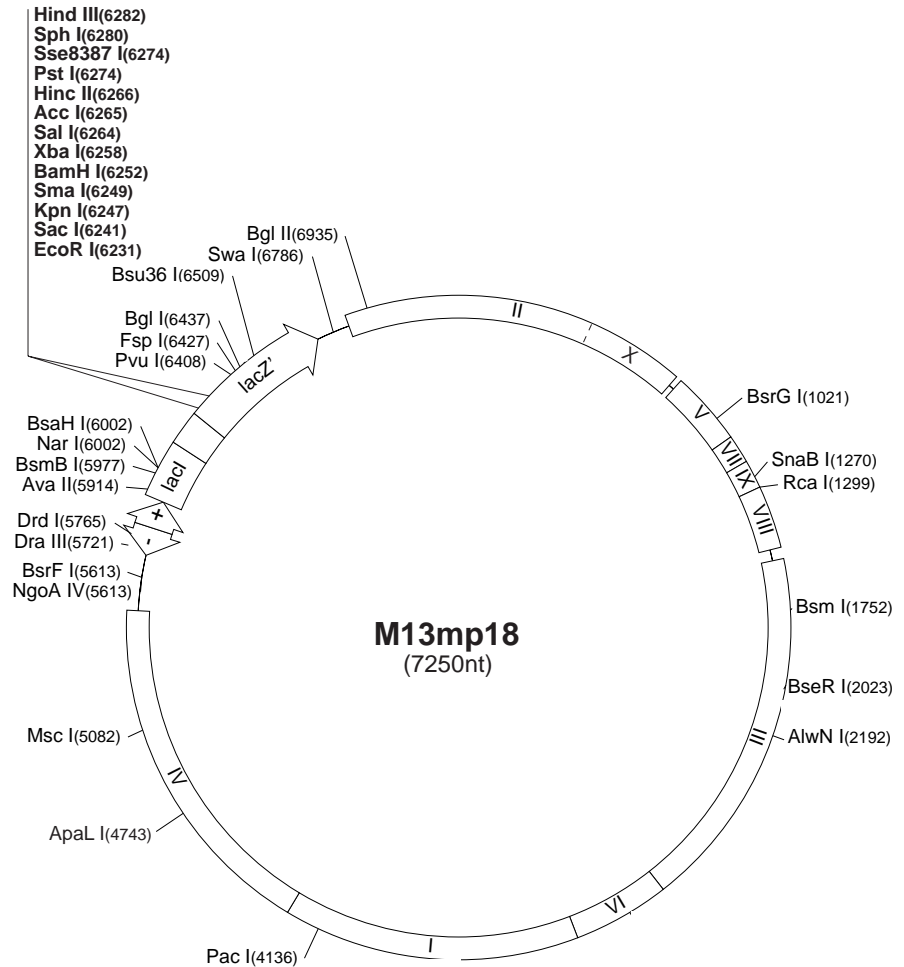 Hind III(6282)
Sph I(6280)
Sse8387 I(6274)
Pst I(6274)
Hinc II(6266)
Acc I(6265)
Sal I(6264)
Xba I(6258)
BamH I(6252)
Sma I(6249)
Kpn I(6247)
Sac I(6241)
EcoR I(6231)
Bgl II(6935)
Swa I(6786)
Bsu36 I(6509)
Bgl I(6437)
Fsp I(6427)
Pvu I(6408)
BsaH I(6002)
Nar I(6002)
BsmB I(5977)
Ava II(5914)
Drd I(5765)
Dra III(5721)
BsrF I(5613)
NgoA IV(5613)
Msc I(5082)
ApaL I(4743)
Pac I(4136)
BsrG I(1021)
SnaB I(1270)
Rca I(1299)
Bsm I(1752)
BseR I(2023)
AlwN I(2192)
II
X
V
VII
IX
VIII
III
VI
I
IV
-
+
lacI
lacZ'
M13mp18
(7250nt)